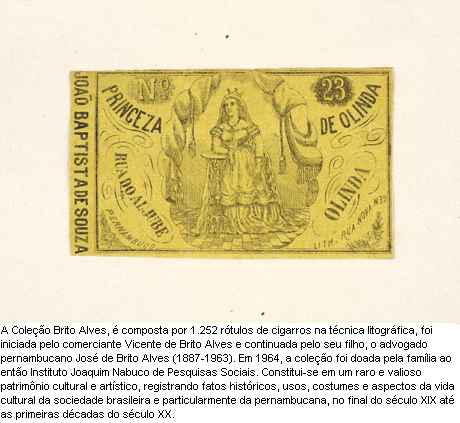 JOÃO BAPTISTA DE SOUZA
No. 23
PRINCEZA DE OLINDA
RUA DO ALJUBE OLINDA
PERNAMBUCO LITH. RUA NOVA N.
A Coleção Brito Alves, é composta por 1.252 rótulos de cigarros na técnica litográfica, foi
iniciada pelo comerciante Vicente de Brito Alves e continuada pelo seu filho, o advogado
pernambucano José de Brito Alves (1887-1963). Em 1964, a coleção foi doada pela família ao
então Instituto Joaquim Nabuco de Pesquisas Sociais. Constitui-se em um raro e valioso
patrimônio cultural e artístico, registrando fatos históricos, usos, costumes e aspectos da vida
cultural da sociedade brasileira e particularmente da pernambucana, no final do século XIX até
as primeiras décadas do século XX.